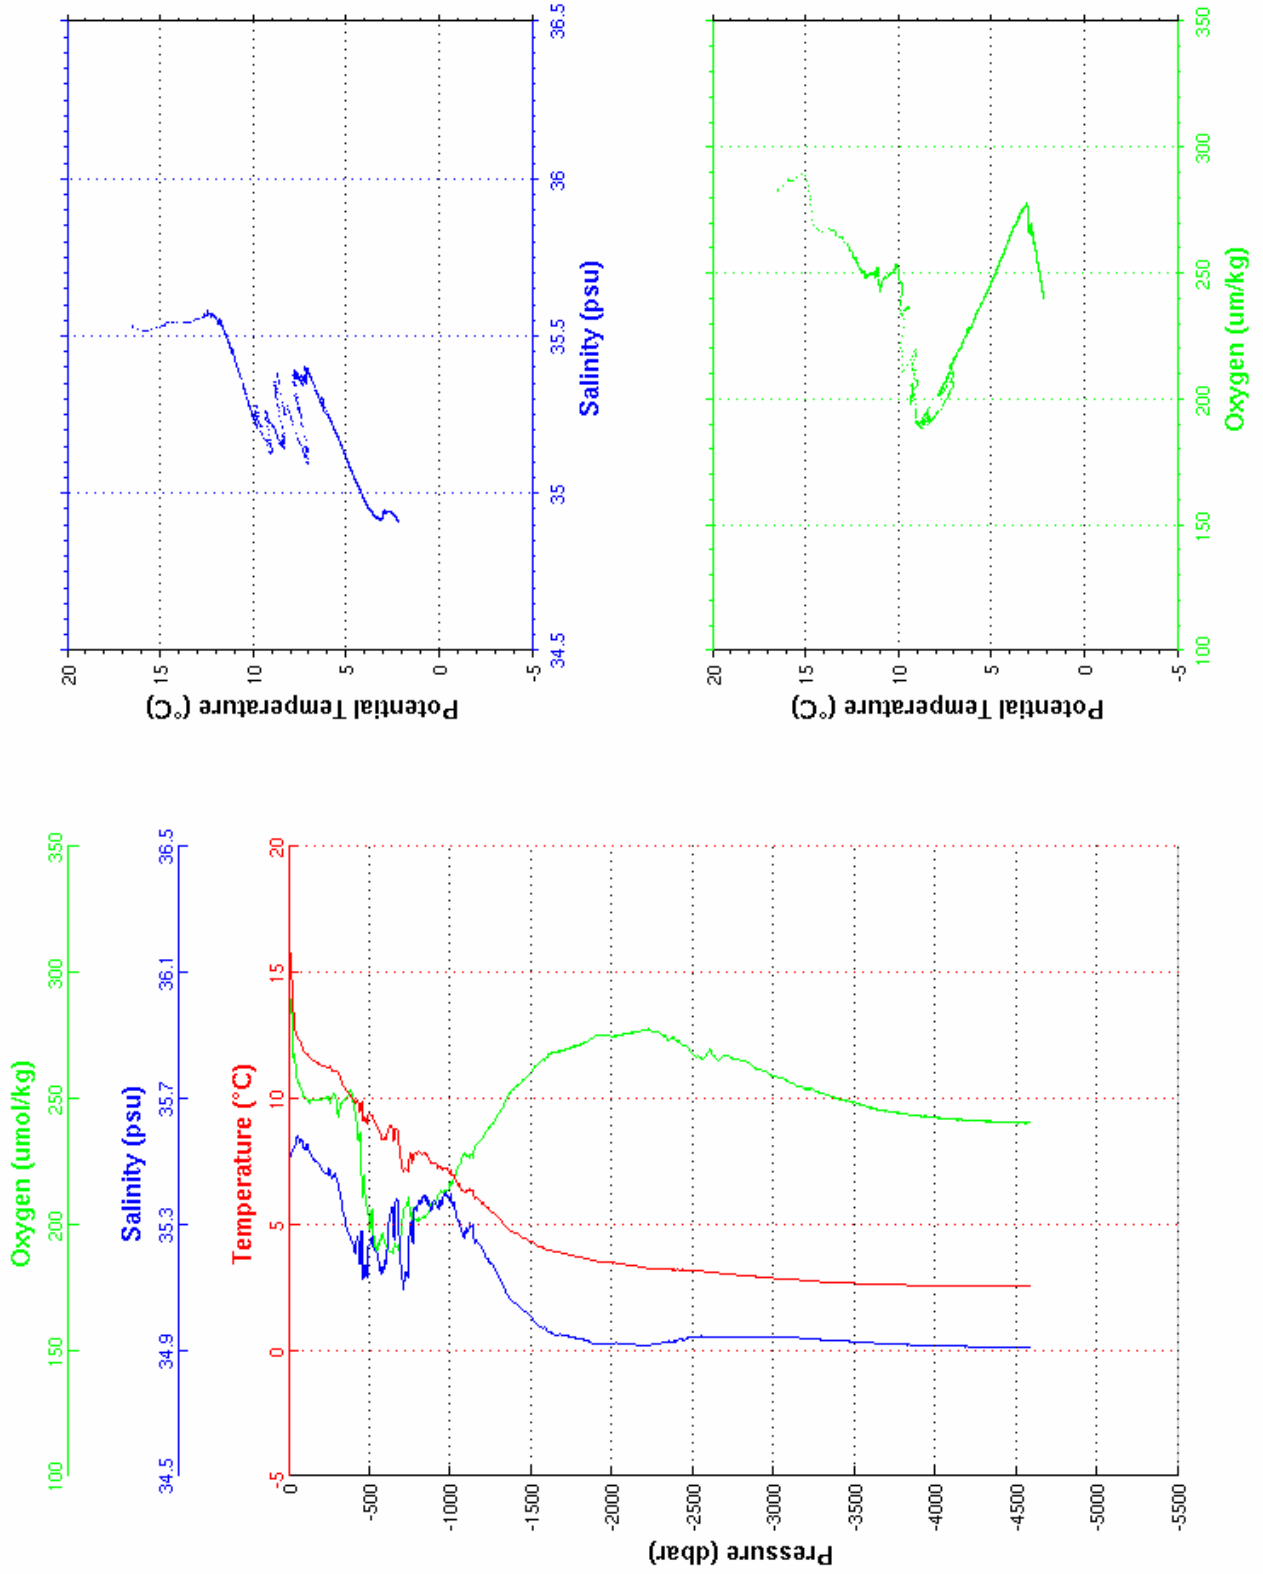 Oxygen (umol/kg)
100 150 200 250 300 350
Salinity (psu)
34.5 34.9 35.3 35.7 36.1 36.5
Temperature (°C)
-5 0 5 10 15 20
0
-500
-1000
-1500
-2000
-2500
-3000
-3500
-4000
-4500
-5000
-5500
Pressure (dbar)
20
15
10
5
0
-5
Potential Temperature (°C)
34.5 35 35.5 36 36.5
Salinity (psu)
20
15
10
5
0
-5
Potential Temperature (°C)
100 150 200 250 300 350
Oxygen (um/kg)